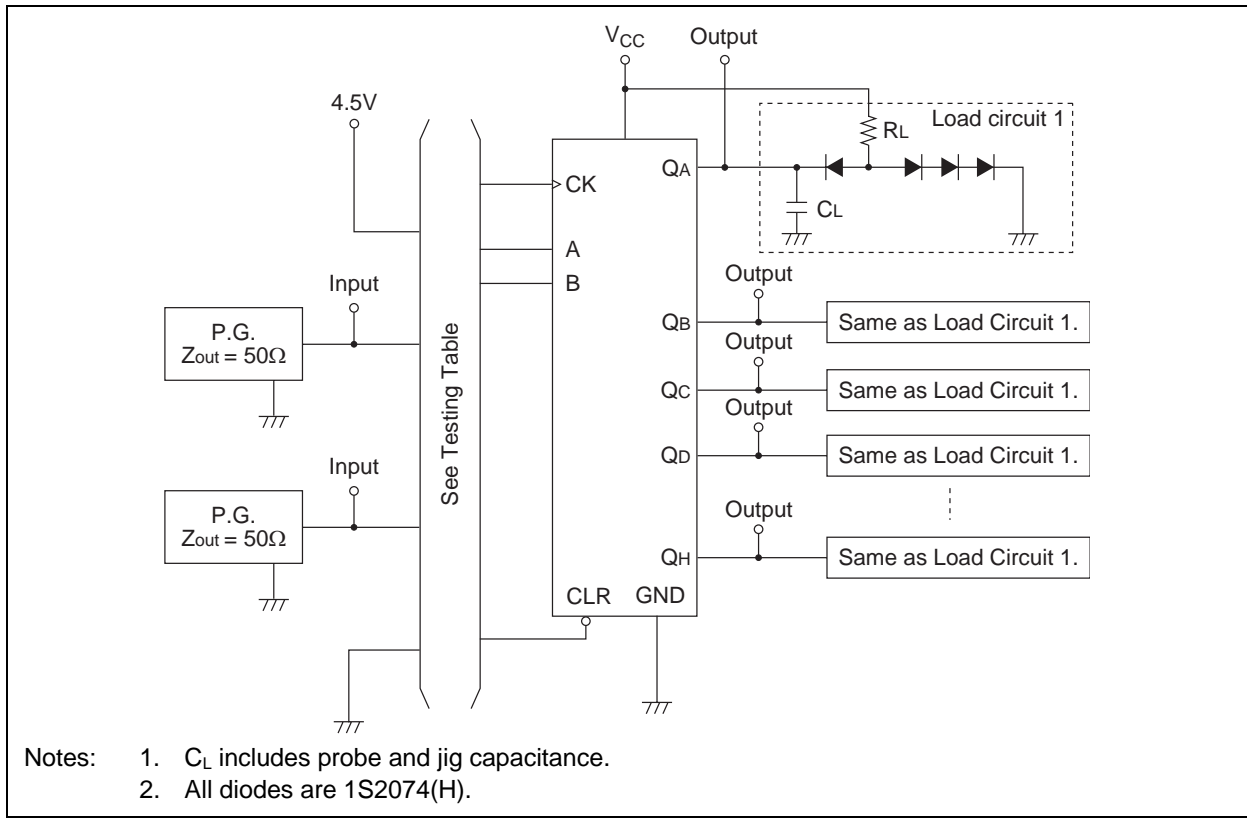 VCC
Output
4.5V
Load circuit 1
RL
QA
CK
CL
A
B
Input
Output
P.G.
Zout = 50Ω
QB
Same as Load Circuit 1.
Output
See Testing Table
QC
Same as Load Circuit 1.
Output
QD
Same as Load Circuit 1.
Input
P.G.
Zout = 50Ω
Output
QH
Same as Load Circuit 1.
CLR
GND
Notes: 1. CL includes probe and jig capacitance.
2. All diodes are 1S2074(H).